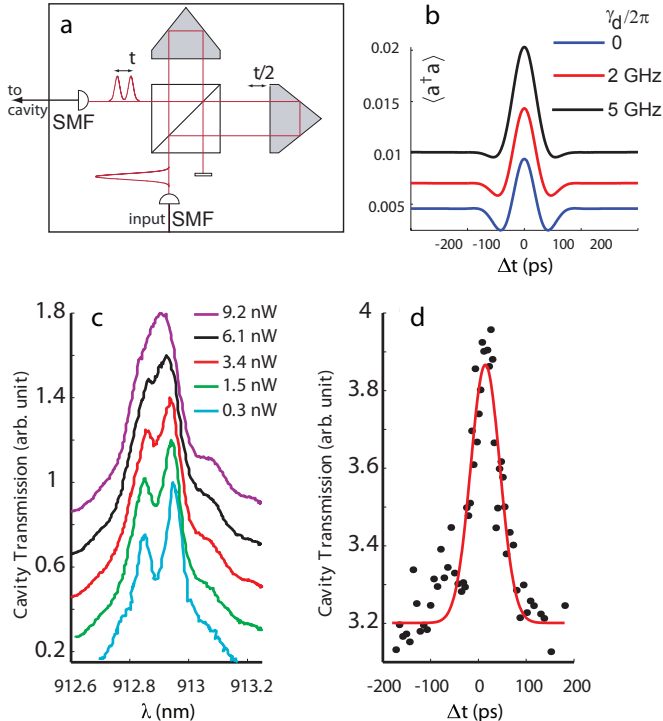 a
t
t/2
to
cavity
SMF
input
SMF
b
γd/2π
0
2 GHz
5 GHz
⟨a†a⟩
0.02
0.015
0.01
0.005
-200 -100 0 100 200
Δt (ps)
c
9.2 nW
6.1 nW
3.4 nW
1.5 nW
0.3 nW
Cavity Transmission (arb. unit)
1.8
1.4
1
0.6
0.2
912.6 912.8 913 913.2
λ (nm)
d
Cavity Transmission (arb. unit)
4
3.8
3.6
3.4
3.2
3
-200 -100 0 100 200
Δt (ps)